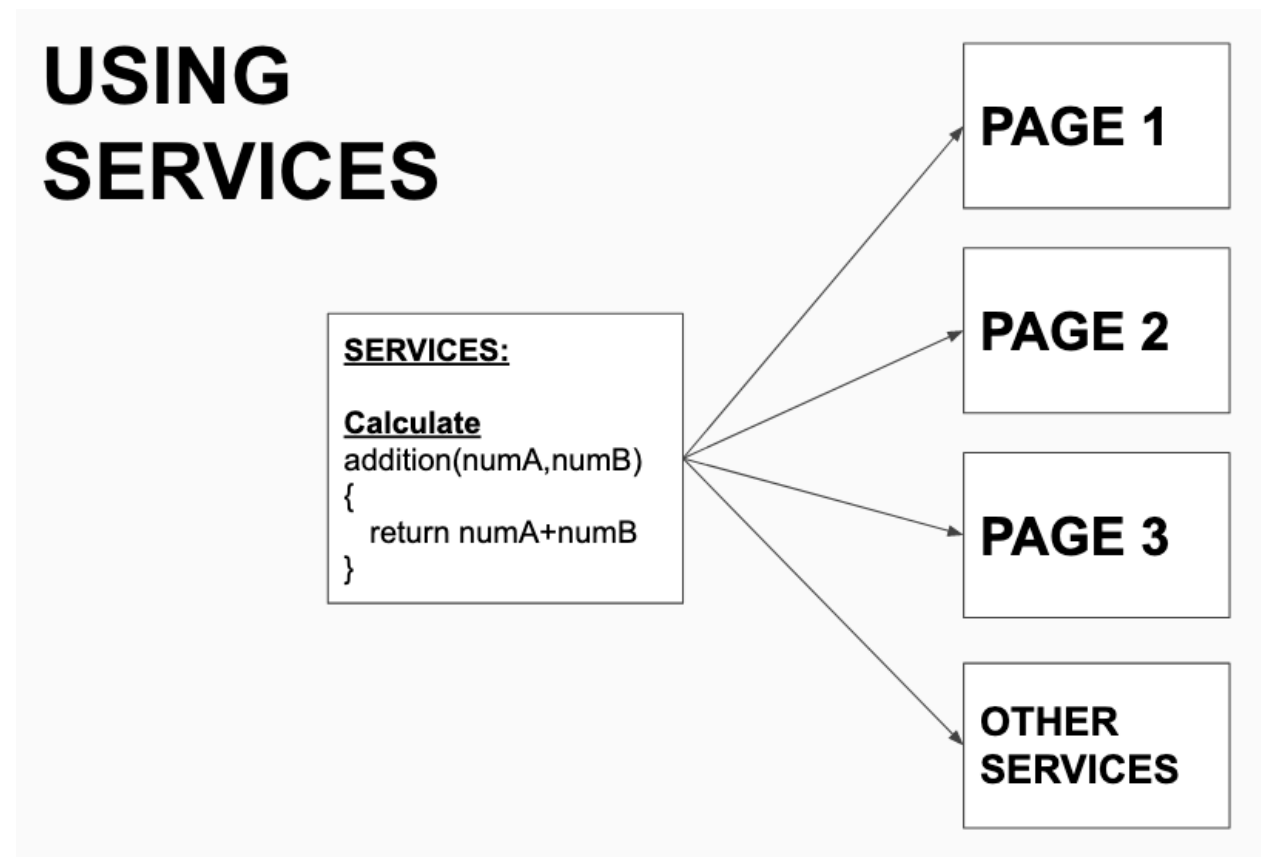 USING
SERVICES
SERVICES:
Calculate
addition(numA,numB)
{
return numA+numB
}
PAGE 1
PAGE 2
PAGE 3
OTHER
SERVICES